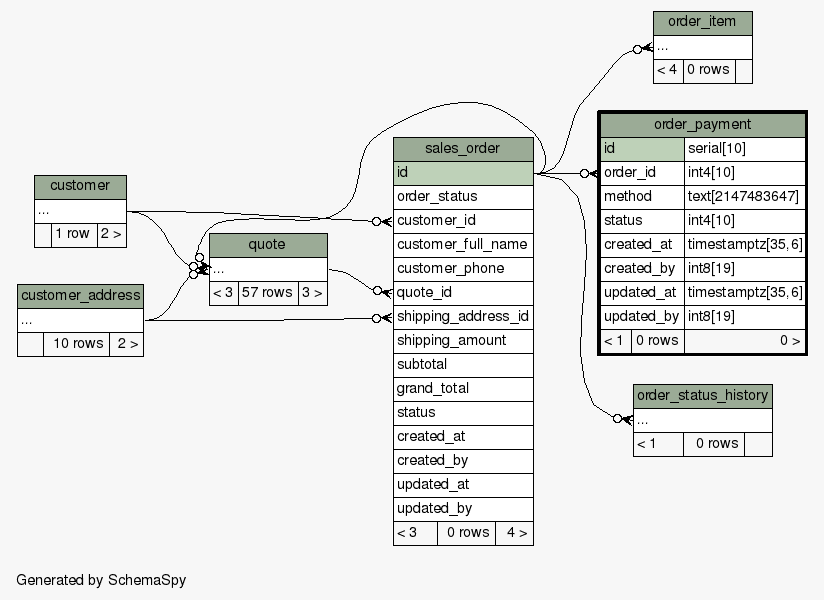 order_item
...
< 4 0 rows
order_payment
id serial[10]
order_id int4[10]
method text[2147483647]
status int4[10]
created_at timestamptz[35,6]
created_by int8[19]
updated_at timestamptz[35,6]
updated_by int8[19]
< 1 0 rows 0 >
sales_order
id
order_status
customer_id
customer_full_name
customer_phone
quote_id
shipping_address_id
shipping_amount
subtotal
grand_total
status
created_at
created_by
updated_at
updated_by
< 3 0 rows 4 >
customer
...
1 row 2 >
quote
...
< 3 57 rows 3 >
customer_address
...
10 rows 2 >
order_status_history
...
< 1 0 rows
Generated by SchemaSpy